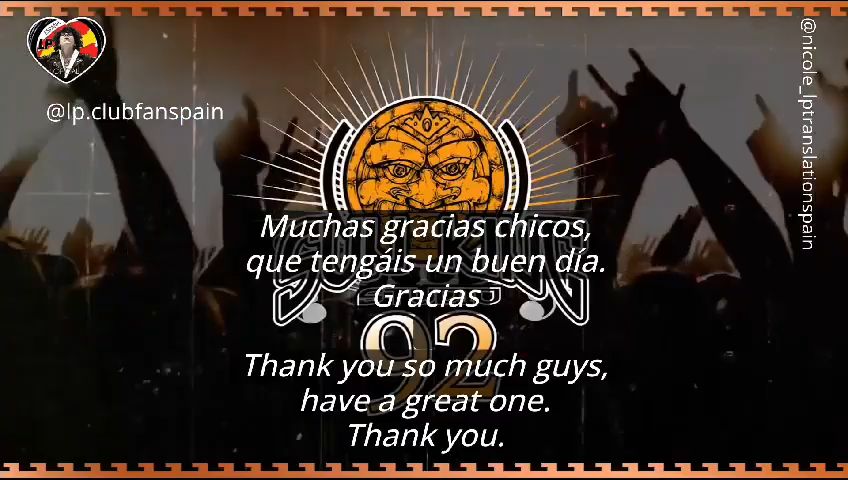 @lp.clubfanspain
@nicole_lptranslationspain
Muchas gracias chicos,
que tengáis un buen día.
Gracias
92
Thank you so much guys,
have a great one.
Thank you.